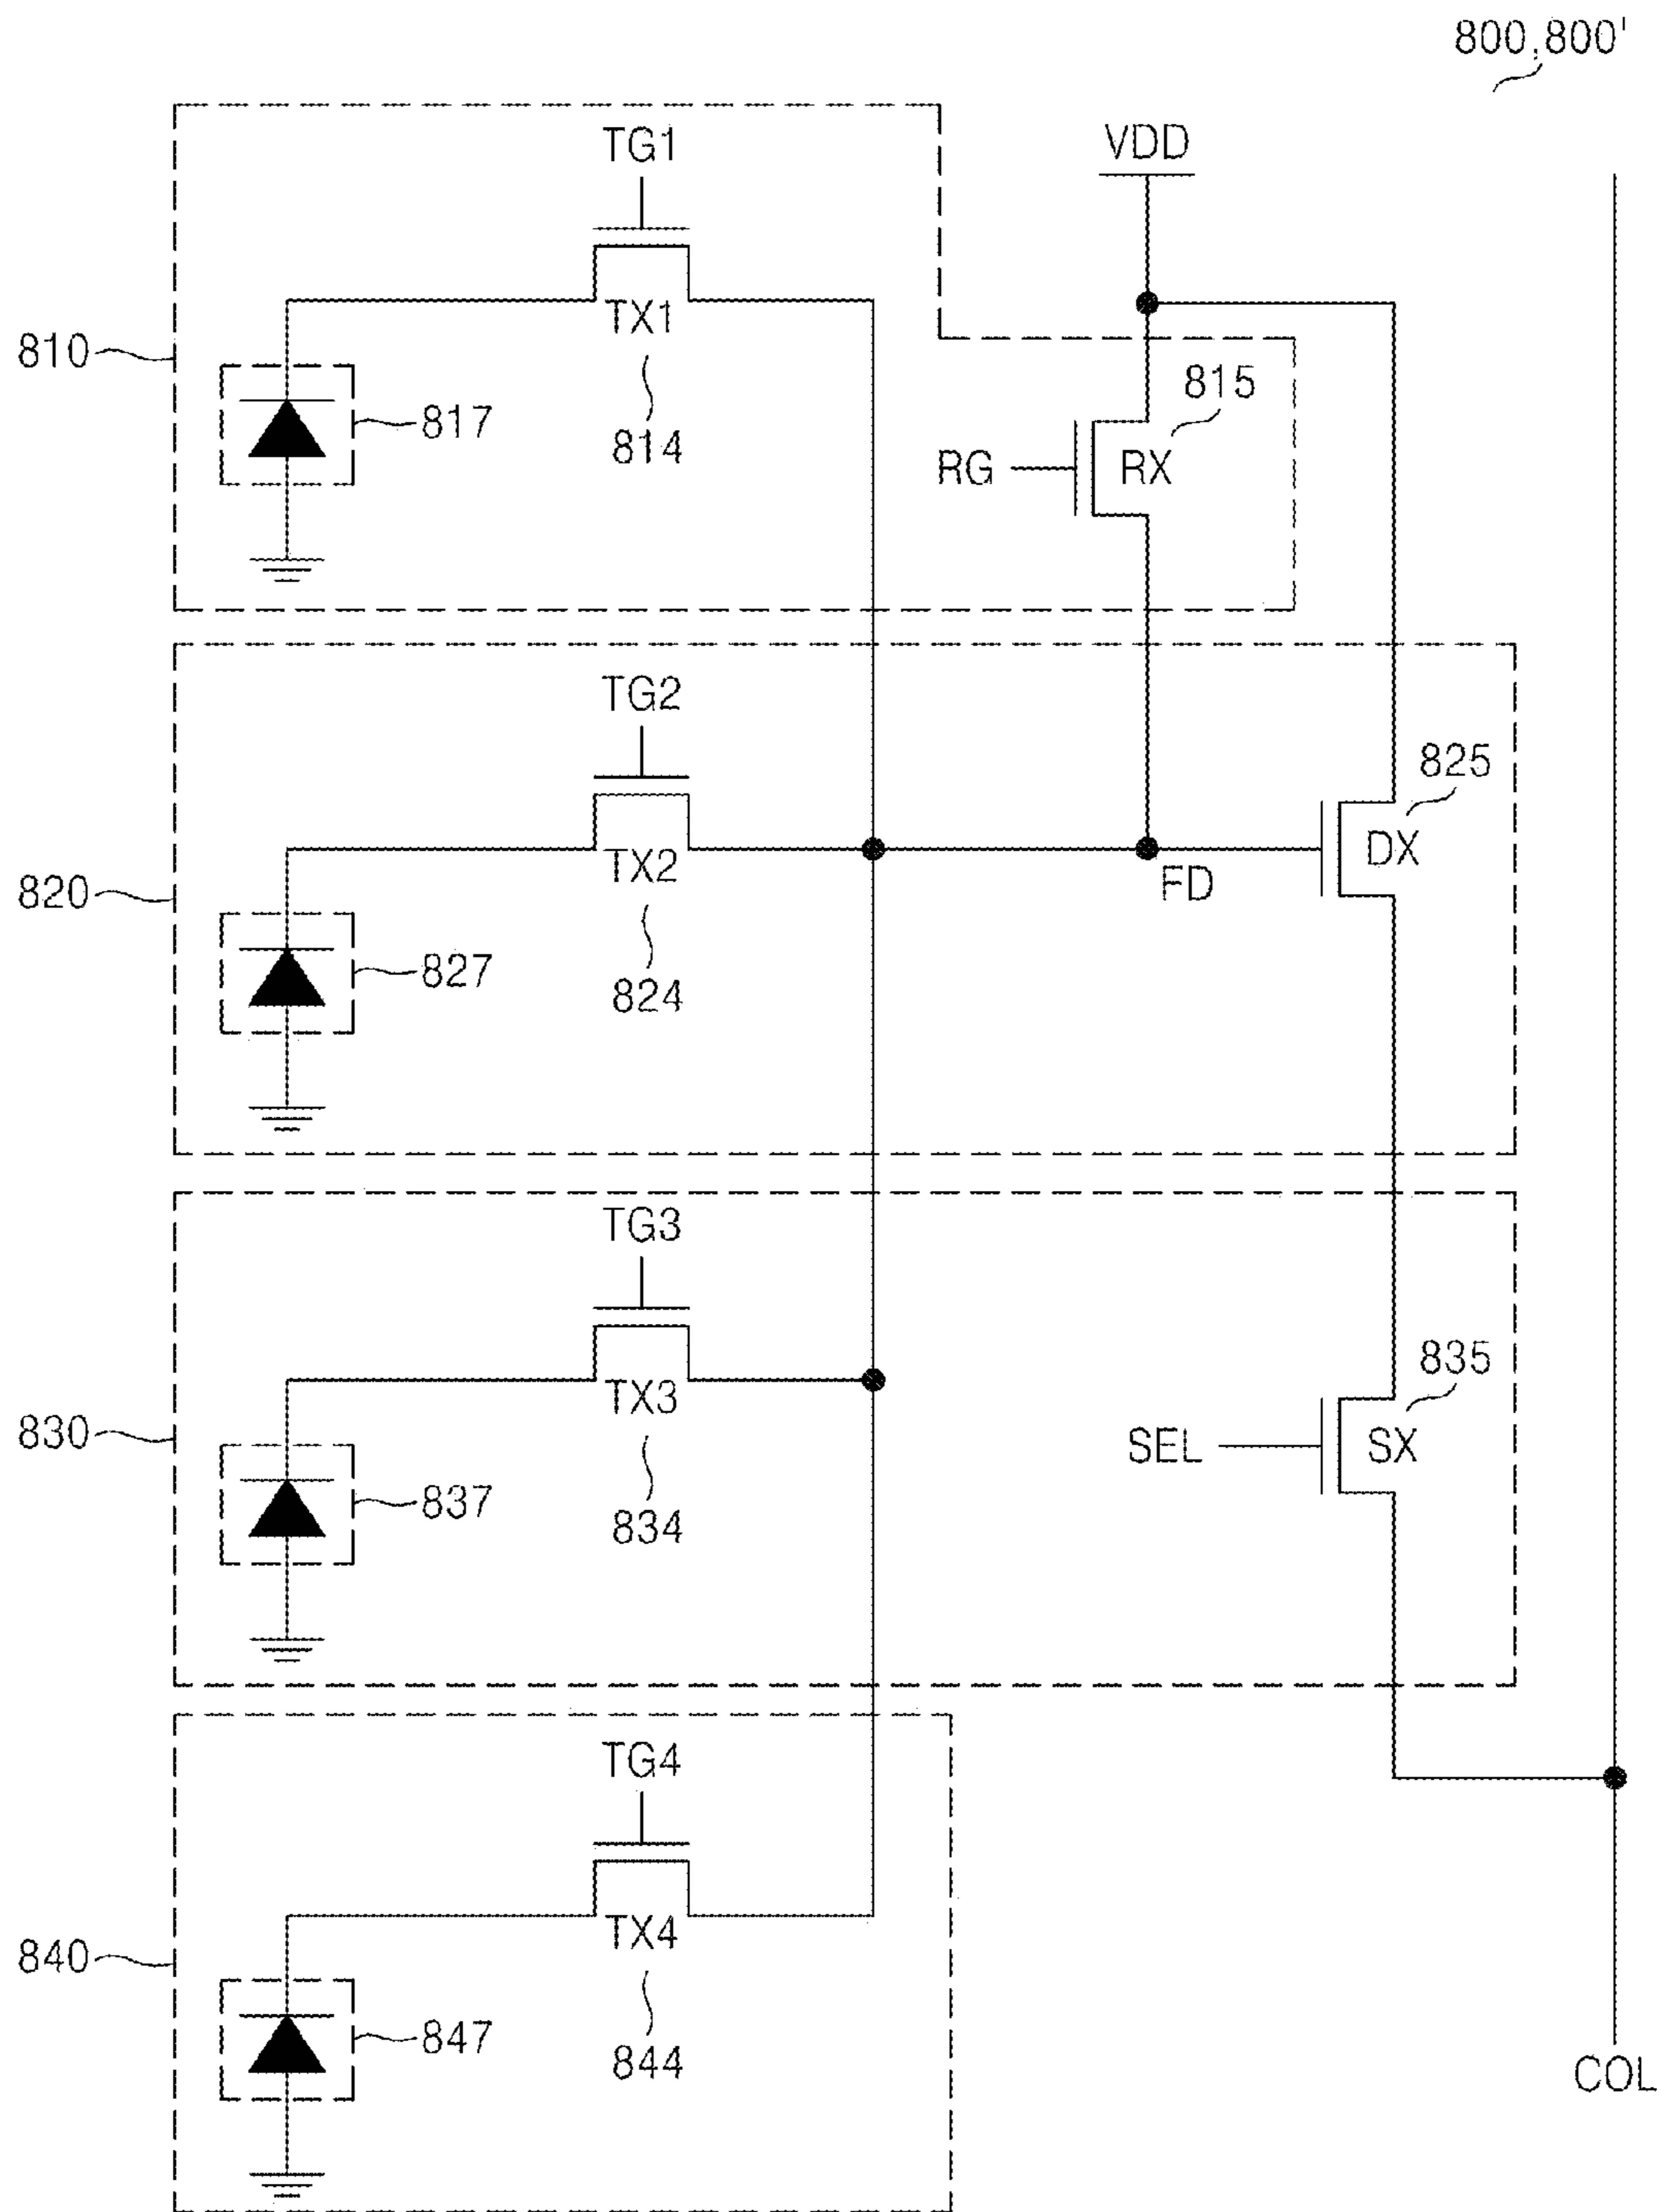 800,800'
TG1
VDD
TX1
810
815
817
814
RG
RX
TG2
825
TX2
DX
820
FD
827
824
TG3
835
TX3
830
SEL
SX
837
834
TG4
TX4
840
847
844
COL